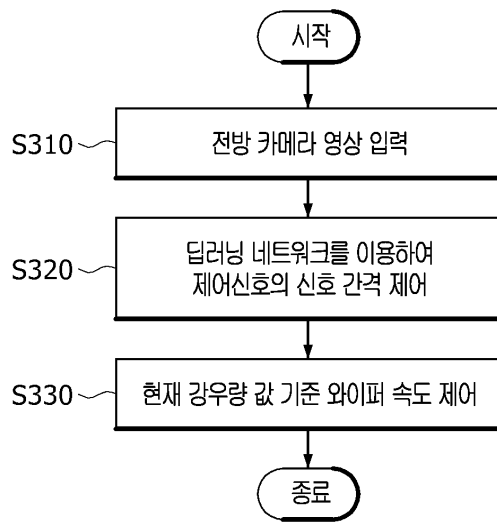 시작
S310
전방 카메라 영상 입력
S320
딥러닝 네트워크를 이용하여
제어신호의 신호 간격 제어
S330
현재 강우량 값 기준 와이퍼 속도 제어
종료